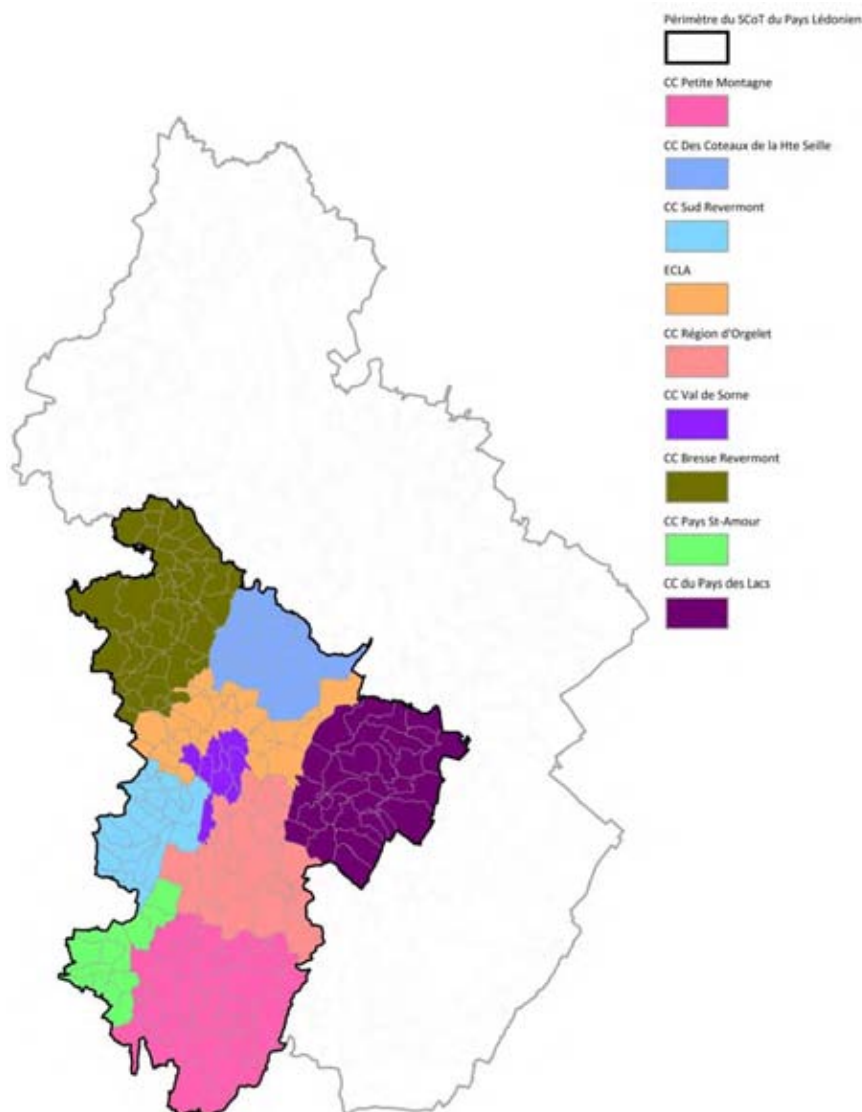 Périmètre du SCoT du Pays Lédonien
CC Petite Montagne
CC Des Coteaux de la Hte Seille
CC Sud Revermont
ECLA
CC Région d'Orgelet
CC Val de Sorne
CC Bresse Revermont
CC Pays St-Amour
CC du Pays des Lacs